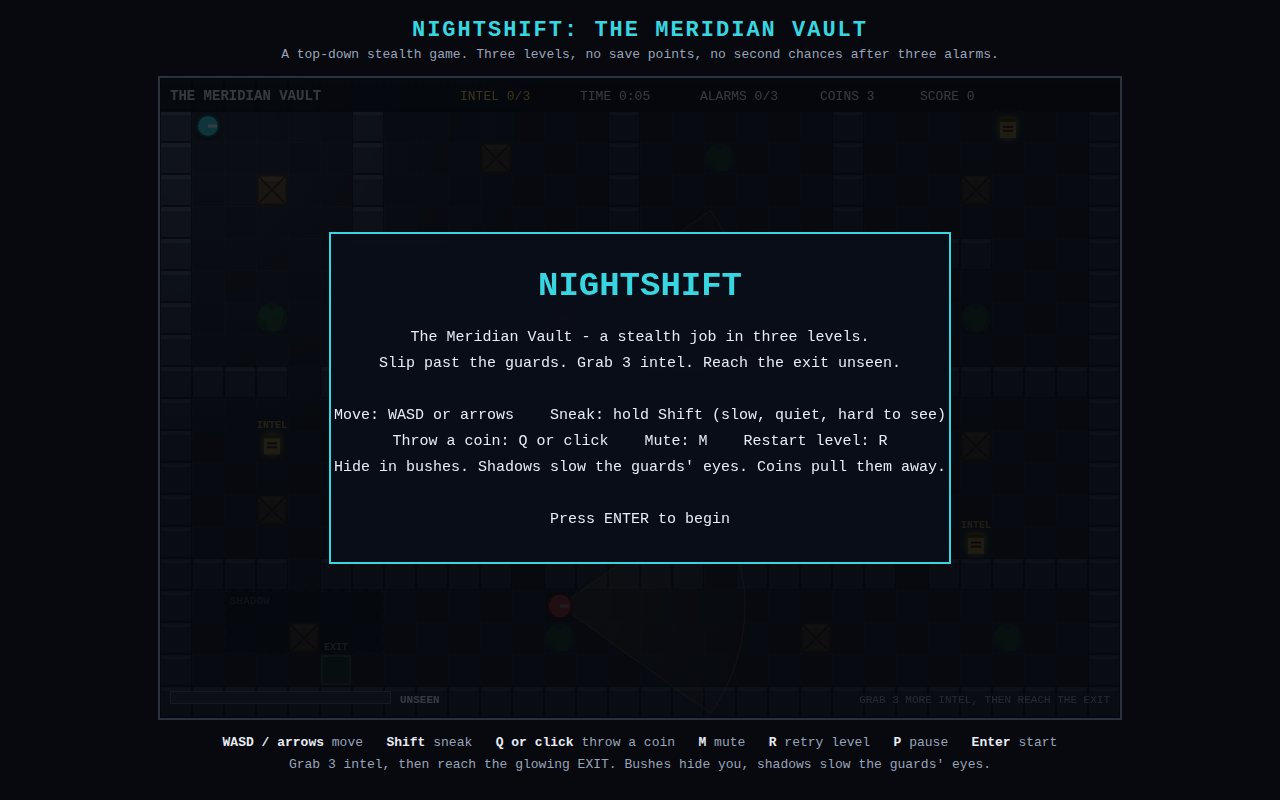 NIGHTSHIFT: THE MERIDIAN VAULT
A top-down stealth game. Three levels, no save points, no second chances after three alarms.
THE MERIDIAN VAULT INTEL 0/3 TIME 0:05 ALARMS 0/3 COINS 3 SCORE 0
NIGHTSHIFT
The Meridian Vault - a stealth job in three levels.
Slip past the guards. Grab 3 intel. Reach the exit unseen.
Move: WASD or arrows Sneak: hold Shift (slow, quiet, hard to see)
INTEL
Throw a coin: Q or click Mute: M Restart level: R
Hide in bushes. Shadows slow the guards' eyes. Coins pull them away.
Press ENTER to begin
INTEL
SHADOW
EXIT
UNSEEN GRAB 3 MORE INTEL, THEN REACH THE EXIT
WASD / arrows move Shift sneak Q or click throw a coin M mute R retry level P pause Enter start
Grab 3 intel, then reach the glowing EXIT. Bushes hide you, shadows slow the guards' eyes.